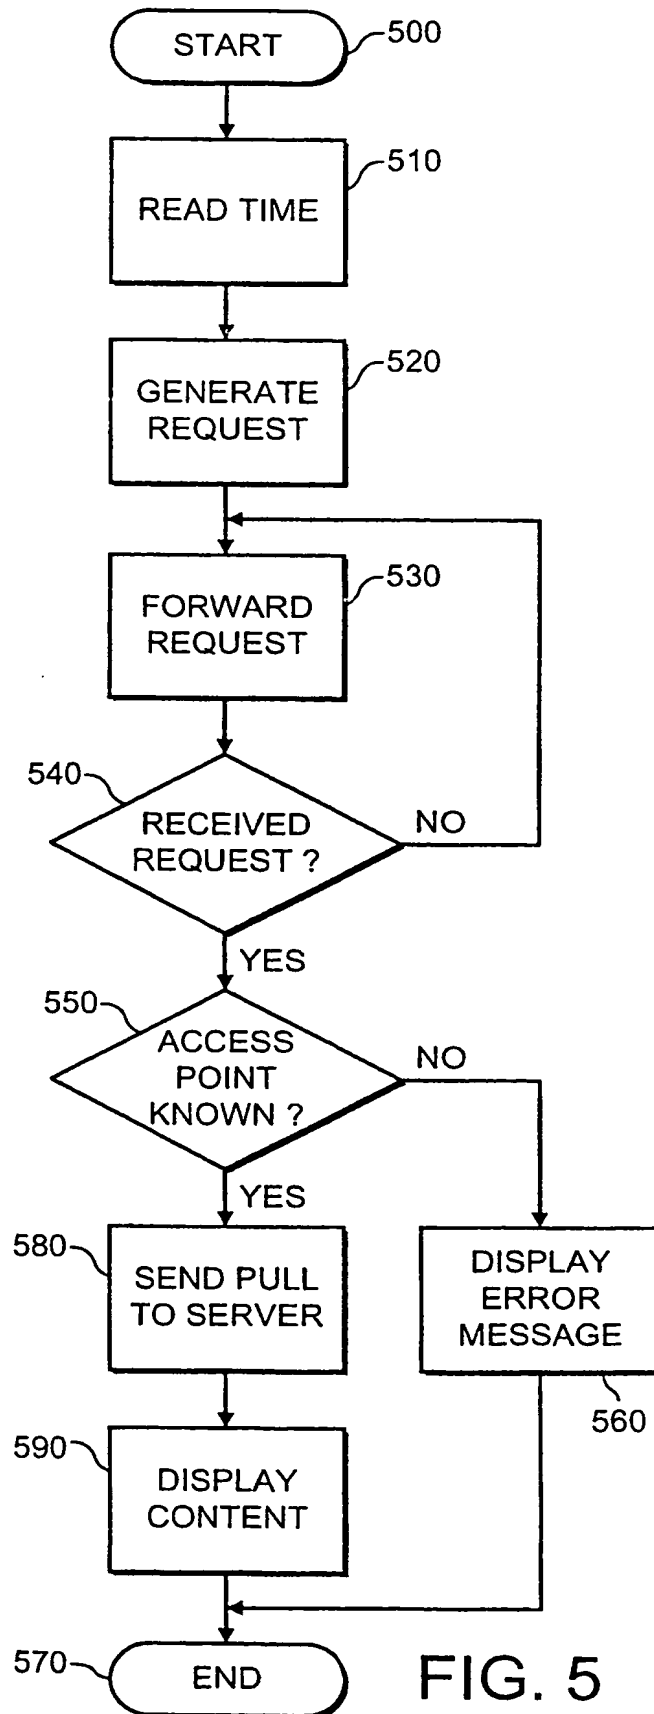 START
500
510
READ TIME
520
GENERATE
REQUEST
530
FORWARD
REQUEST
540
RECEIVED
REQUEST ?
NO
YES
550
ACCESS
POINT
KNOWN ?
NO
YES
580
SEND PULL
TO SERVER
DISPLAY
ERROR
MESSAGE
560
590
DISPLAY
CONTENT
570
END
FIG. 5